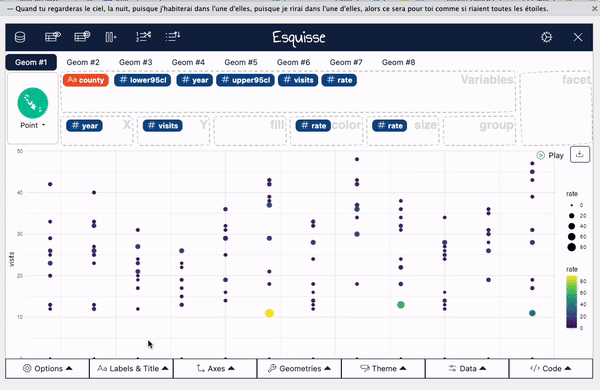 — Quand tu regarderas le ciel, la nuit, puisque j'habiterai dans l'une d'elles, puisque je rirai dans l'une d'elles, alors ce sera pour toi comme si riaient toutes les étoiles.
Esquisse
Geom #1 Geom #2 Geom #3 Geom #4 Geom #5 Geom #6 Geom #7 Geom #8
Aa county # lower95cl # year # upper95cl # visits # rate Variables facet
Point
# year X # visits Y fill # rate color # rate size group
Play
50
40
30
20
10
0
visits
rate
0
20
40
60
80
rate
80
60
40
20
0
Options Aa Labels & Title Axes Geometries Theme Data </> Code